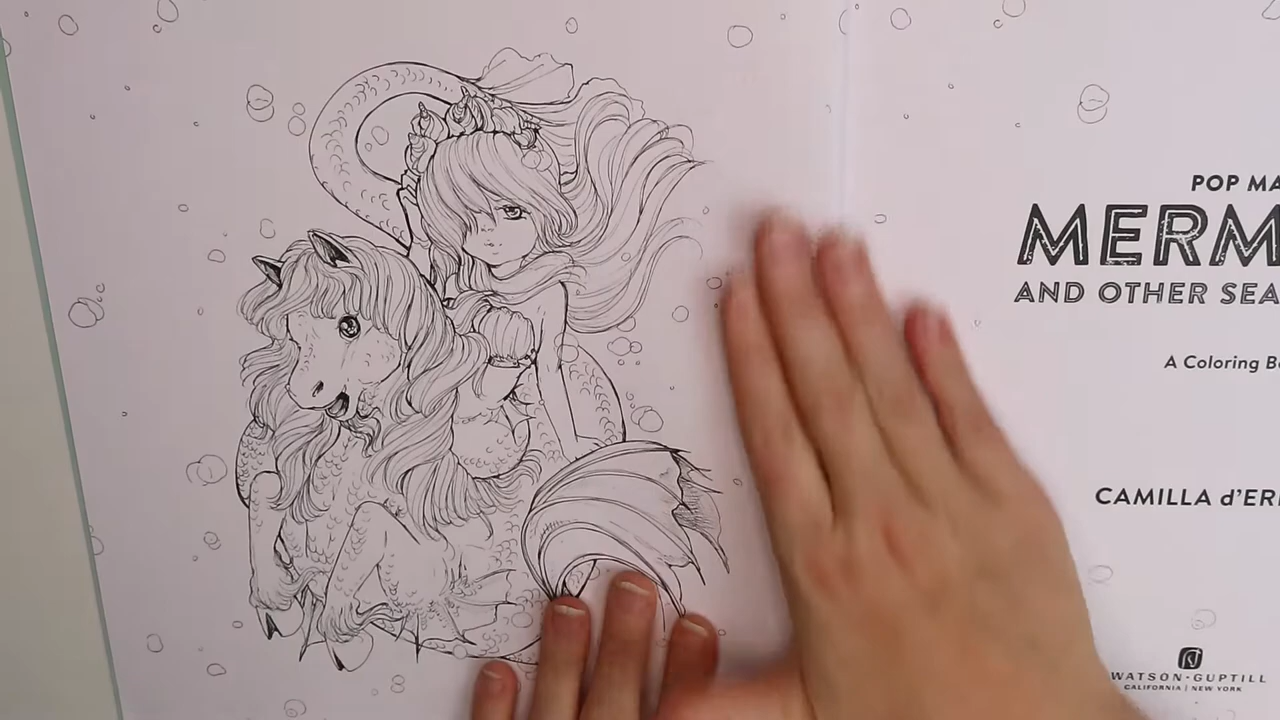 POP MA
MERM
AND OTHER SEA
A Coloring B
CAMILLA d'ER
WATSON-GUPTILL
CALIFORNIA | NEW YORK